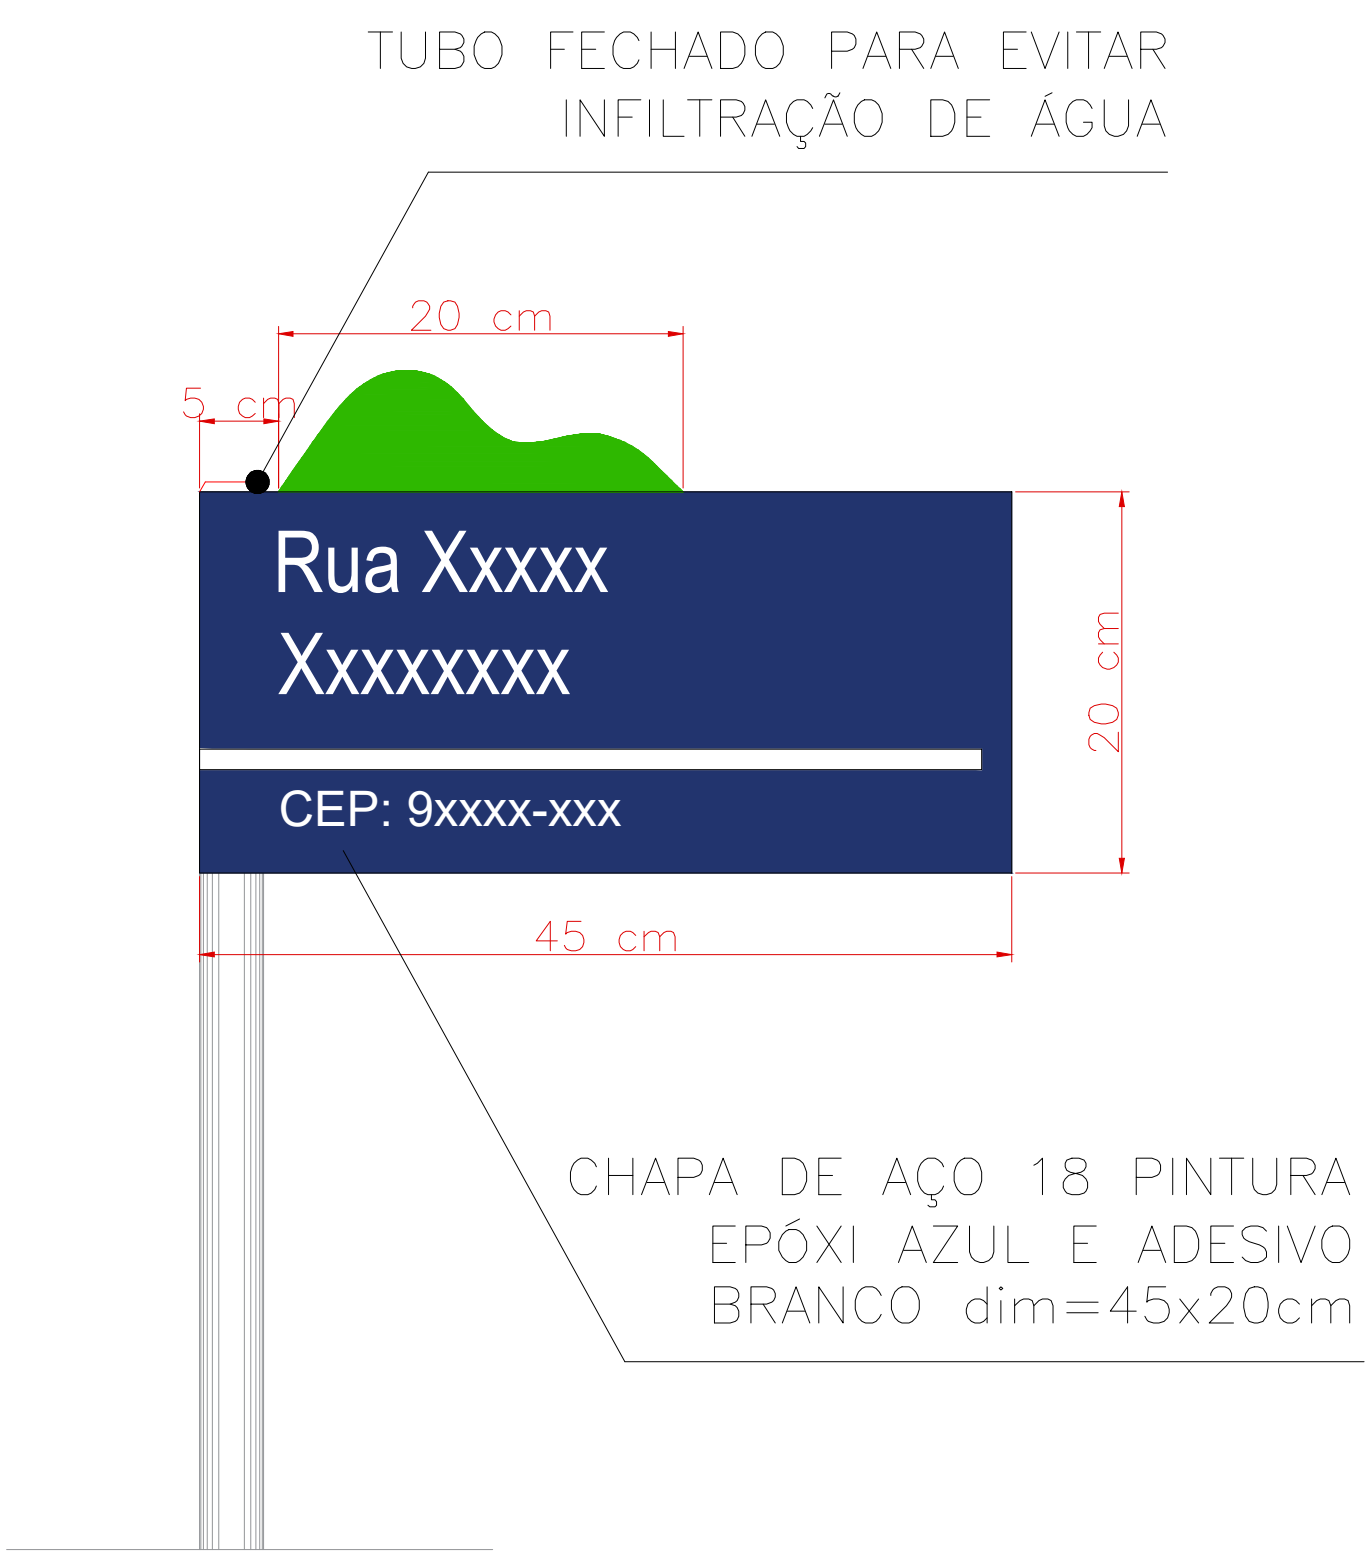 TUBO FECHADO PARA EVITAR
INFILTRAÇÃO DE ÁGUA
20 cm
5 cm
Rua Xxxxx
Xxxxxxxx
20 cm
CEP: 9xxxx-xxx
45 cm
CHAPA DE AÇO 18 PINTURA
EPÓXI AZUL E ADESIVO
BRANCO dim=45x20cm